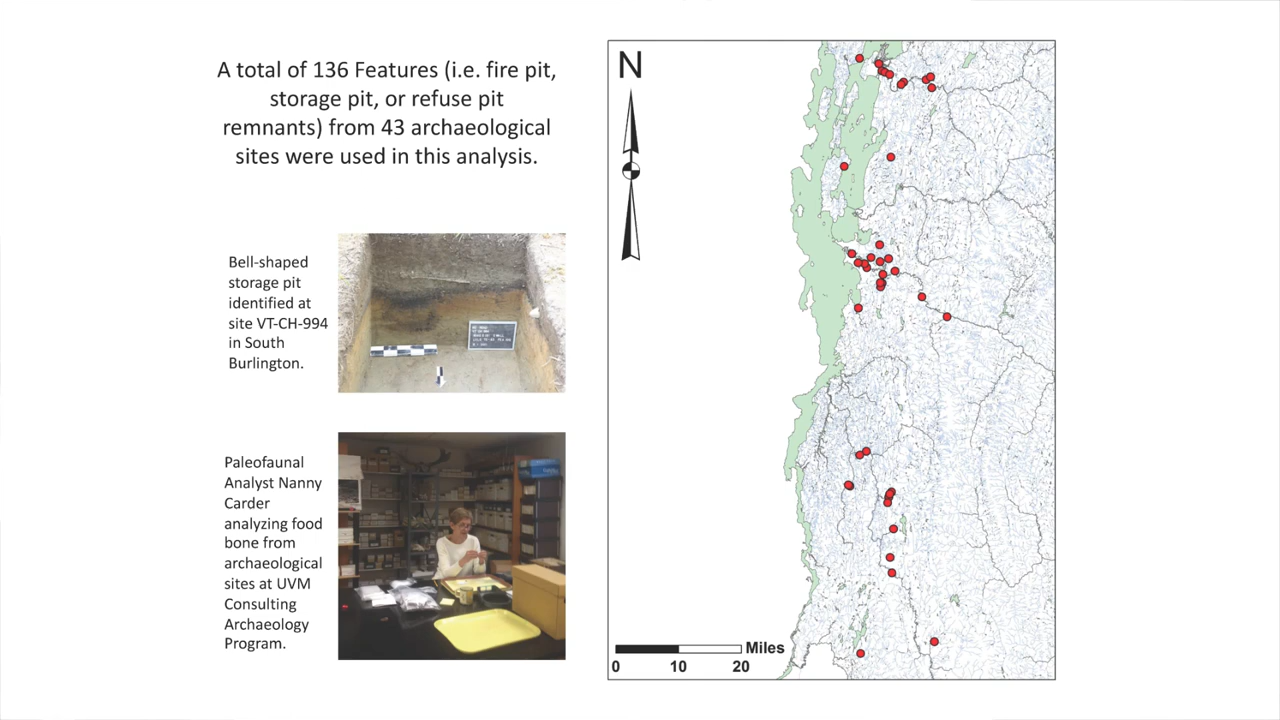 A total of 136 Features (i.e. fire pit,
storage pit, or refuse pit
remnants) from 43 archaeological
sites were used in this analysis.
Bell-shaped
storage pit
identified at
site VT-CH-994
in South
Burlington.
Paleofaunal
Analyst Nanny
Carder
analyzing food
bone from
archaeological
sites at UVM
Consulting
Archaeology
Program.
N
Miles
0 10 20